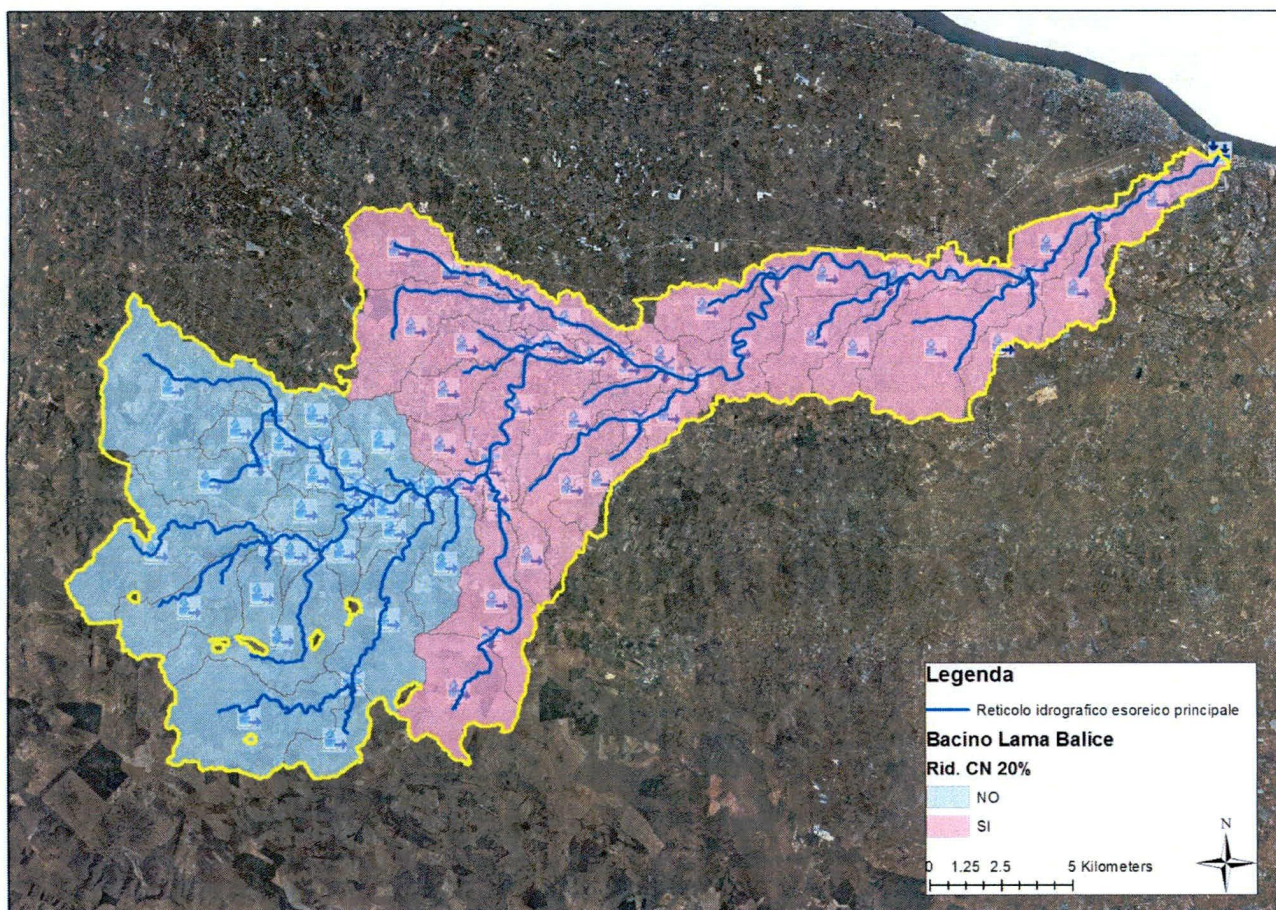 Legenda
Reticolo idrografico esoreico principale
Bacino Lama Balice
Rid. CN 20%
NO
SI
N
0 1.25 2.5 5 Kilometers